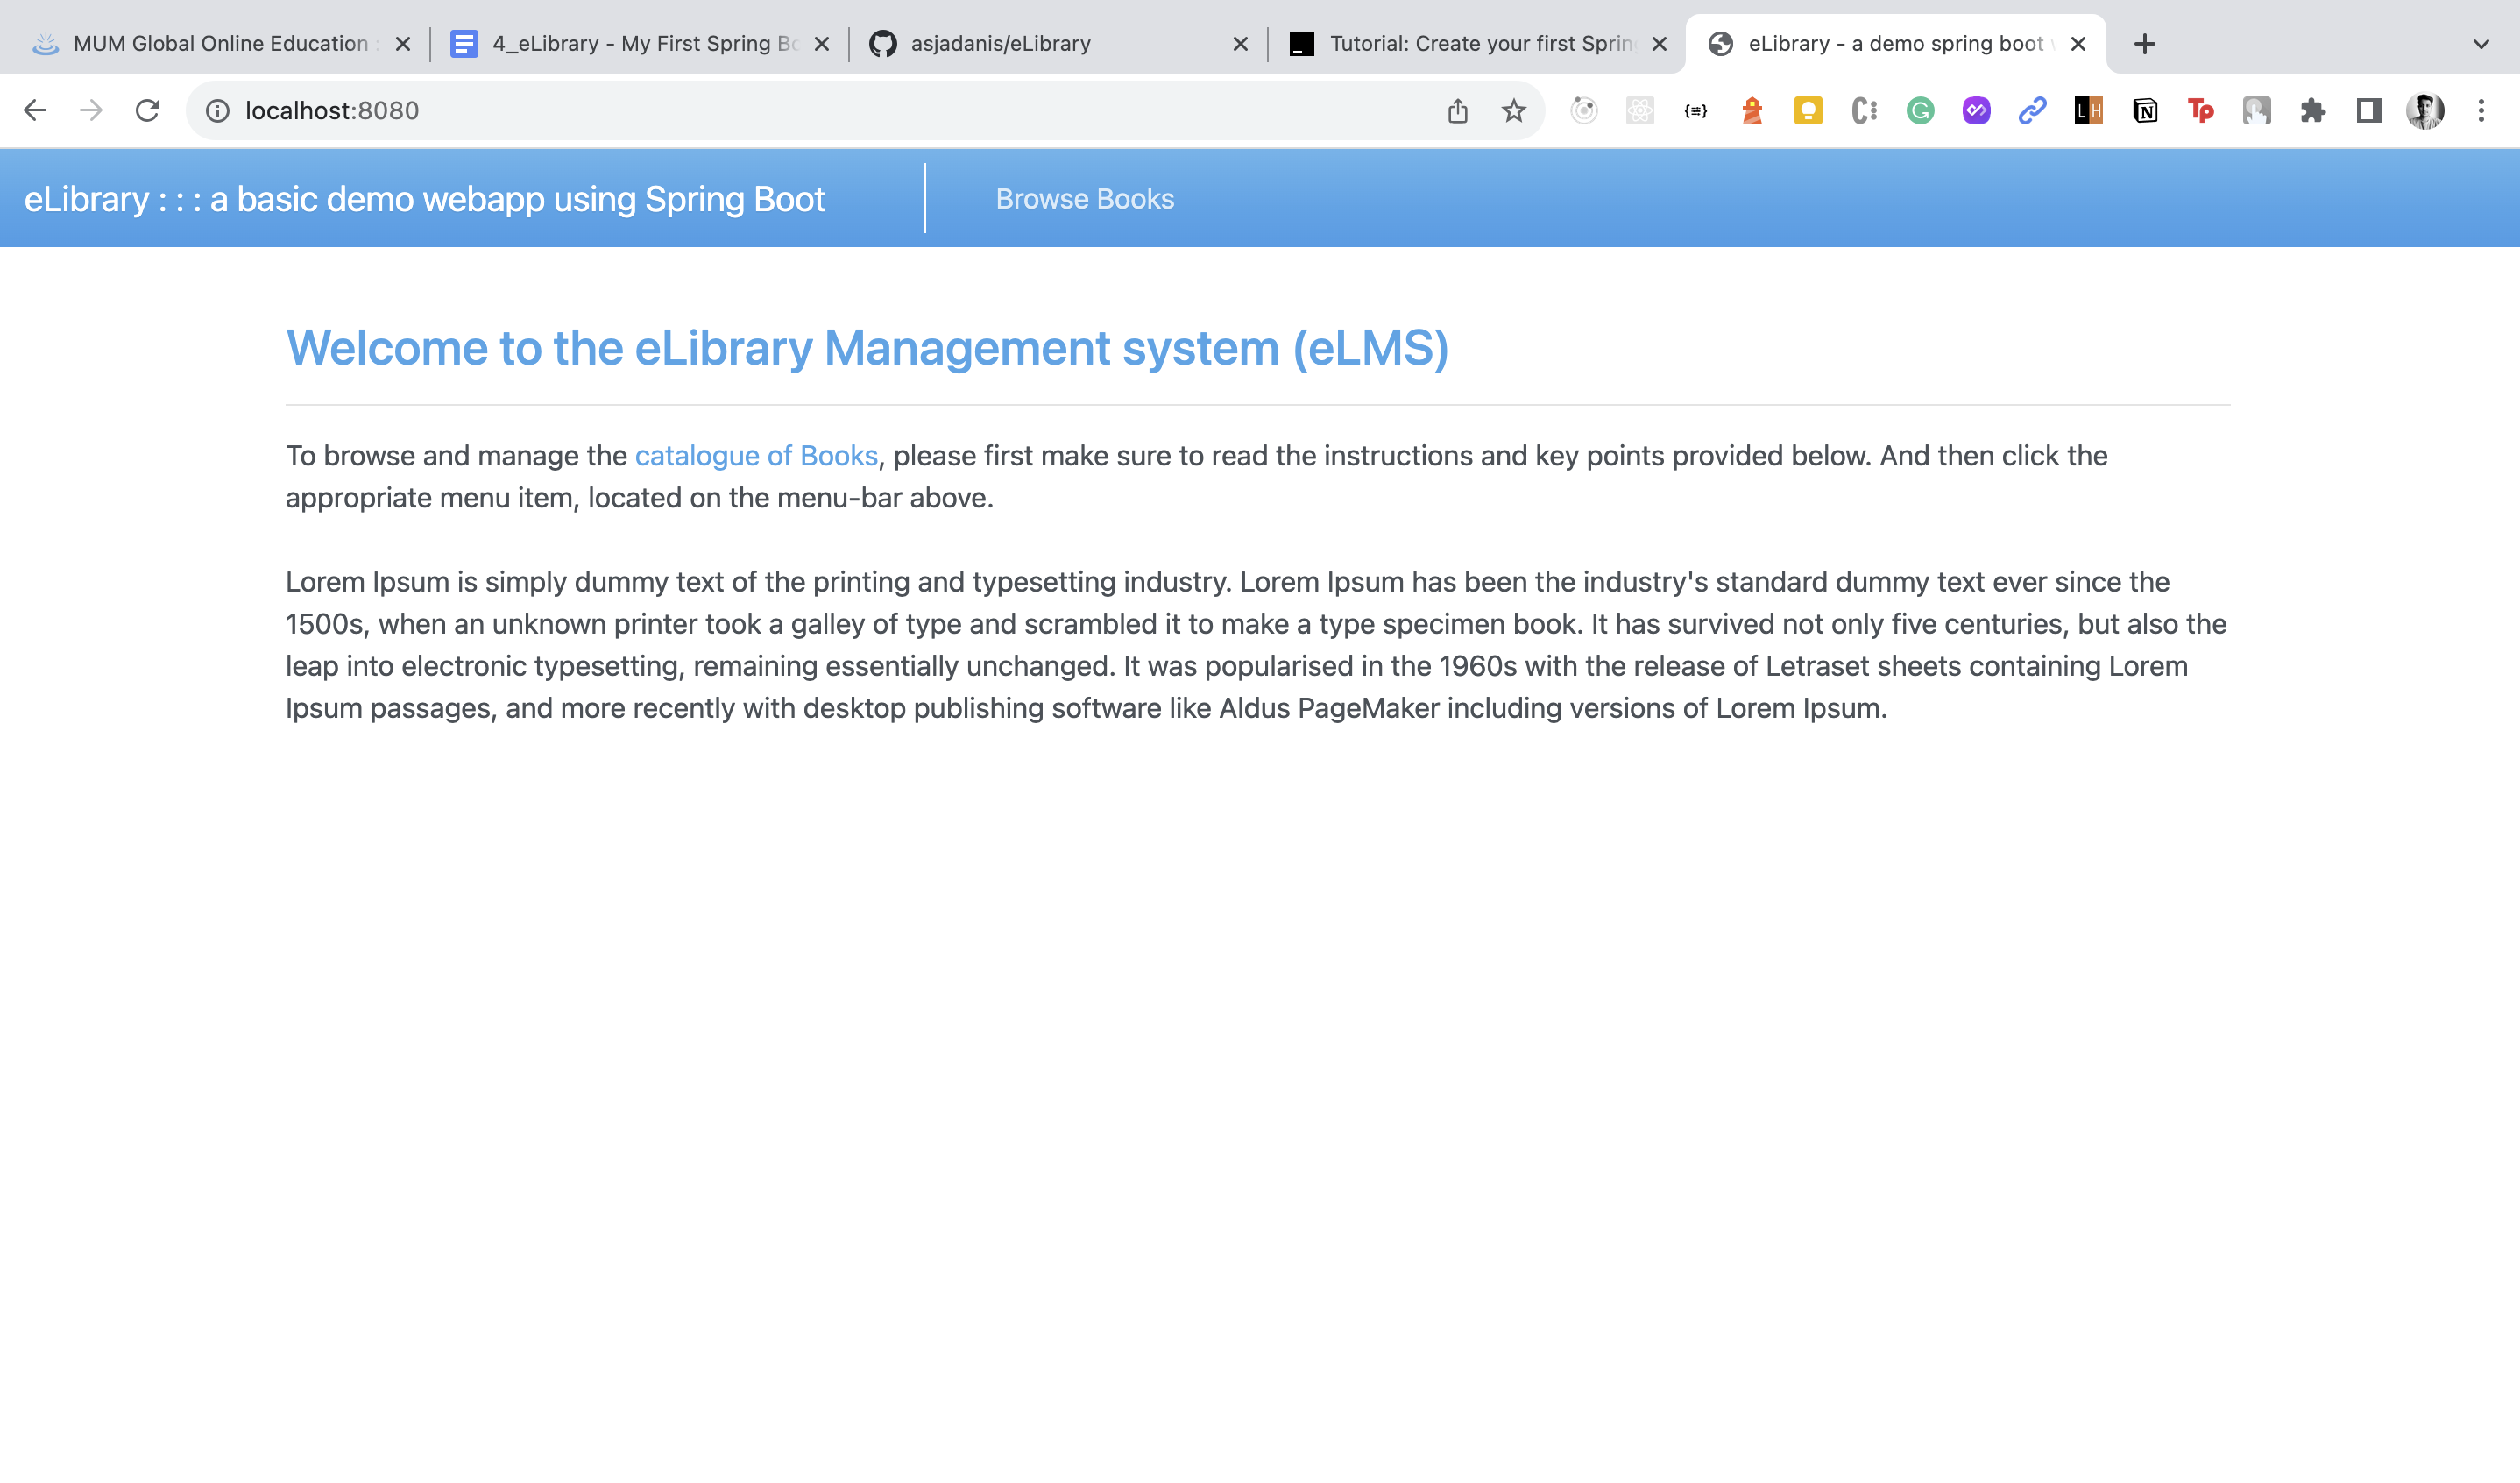 MUM Global Online Education :
4_eLibrary - My First Spring Bo
asjadanis/eLibrary
Tutorial: Create your first Spring
eLibrary - a demo spring boot
localhost:8080
{≡}
C
G
LH
N
Tp
eLibrary : : : a basic demo webapp using Spring Boot
Browse Books
Welcome to the eLibrary Management system (eLMS)
To browse and manage the catalogue of Books, please first make sure to read the instructions and key points provided below. And then click the
appropriate menu item, located on the menu-bar above.
Lorem Ipsum is simply dummy text of the printing and typesetting industry. Lorem Ipsum has been the industry's standard dummy text ever since the
1500s, when an unknown printer took a galley of type and scrambled it to make a type specimen book. It has survived not only five centuries, but also the
leap into electronic typesetting, remaining essentially unchanged. It was popularised in the 1960s with the release of Letraset sheets containing Lorem
Ipsum passages, and more recently with desktop publishing software like Aldus PageMaker including versions of Lorem Ipsum.